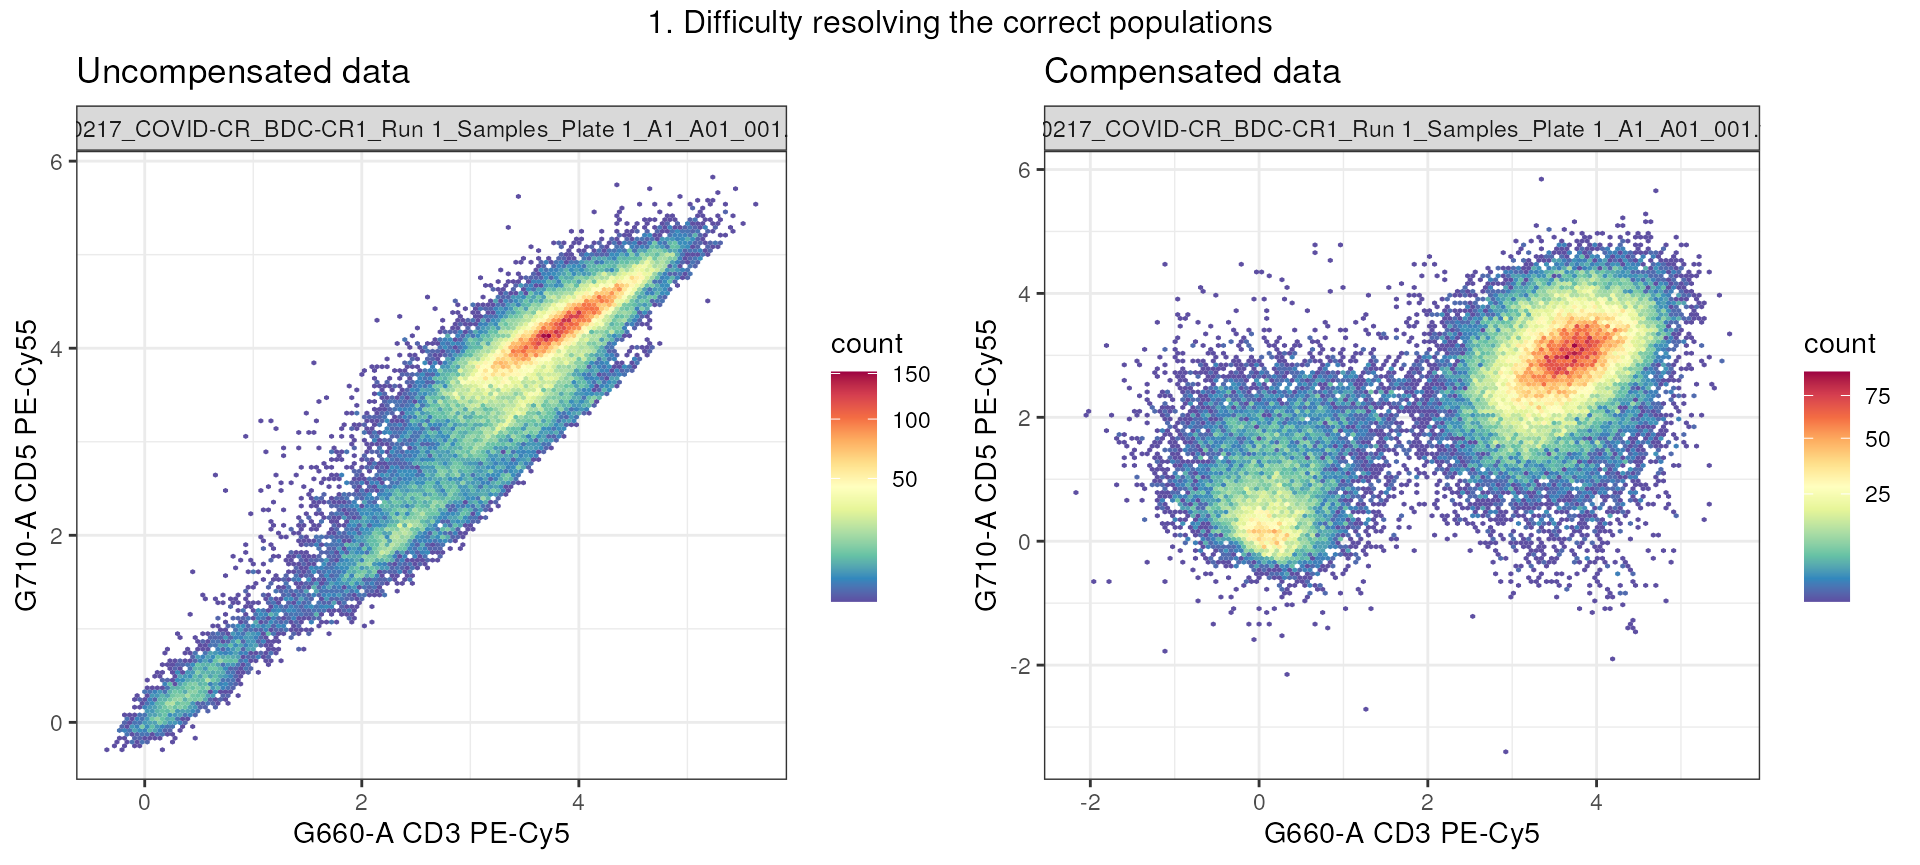 1. Difficulty resolving the correct populations
Uncompensated data
0217_COVID-CR_BDC-CR1_Run 1_Samples_Plate 1_A1_A01_001.
6
4
2
0
0
2
4
G710-A CD5 PE-Cy55
G660-A CD3 PE-Cy5
count
150
100
50
Compensated data
0217_COVID-CR_BDC-CR1_Run 1_Samples_Plate 1_A1_A01_001.
6
4
2
0
-2
-2
0
2
4
G710-A CD5 PE-Cy55
G660-A CD3 PE-Cy5
count
75
50
25